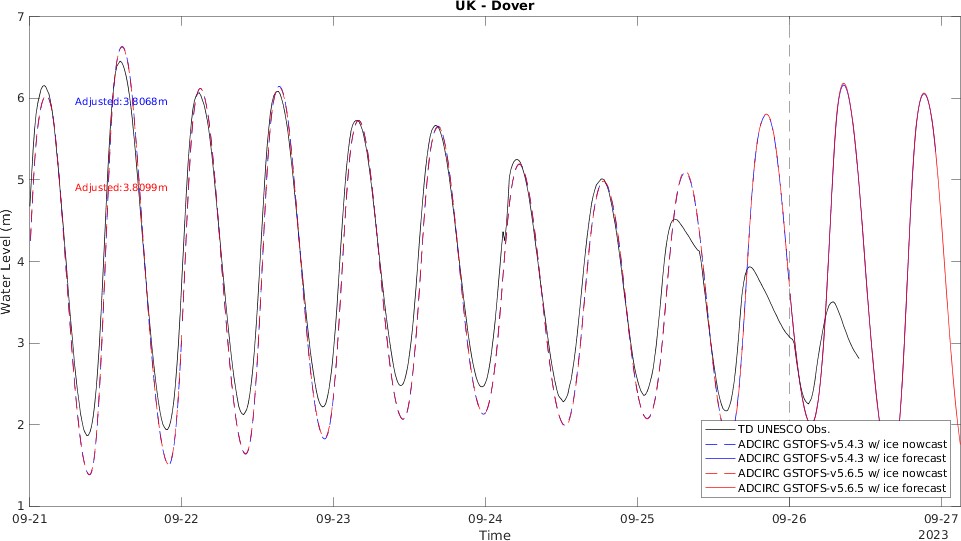 UK - Dover
7
6
5
4
3
2
1
Water Level (m)
Adjusted:3.8068m
Adjusted:3.8099m
TD UNESCO Obs.
ADCIRC GSTOFS-v5.4.3 w/ ice nowcast
ADCIRC GSTOFS-v5.4.3 w/ ice forecast
ADCIRC GSTOFS-v5.6.5 w/ ice nowcast
ADCIRC GSTOFS-v5.6.5 w/ ice forecast
09-21 09-22 09-23 09-24 09-25 09-26 09-27
Time 2023